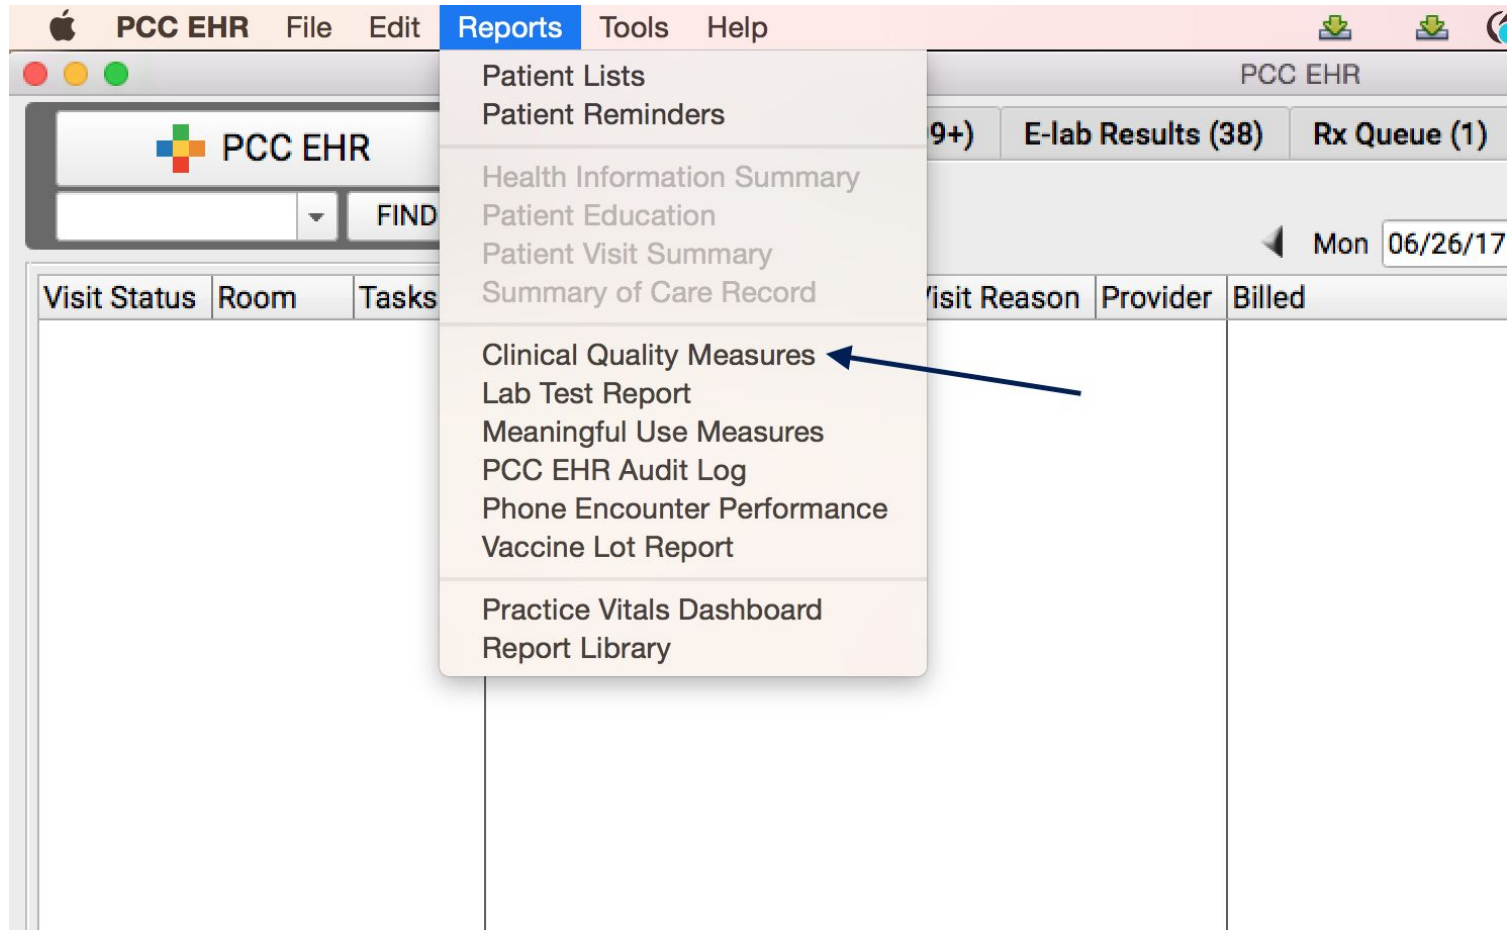 PCC EHR File Edit Reports Tools Help
PCC EHR
PCC EHR
9+) E-lab Results (38) Rx Queue (1)
FIND
Mon 06/26/17
Visit Status Room Tasks isit Reason Provider Billed
Patient Lists
Patient Reminders
Health Information Summary
Patient Education
Patient Visit Summary
Summary of Care Record
Clinical Quality Measures
Lab Test Report
Meaningful Use Measures
PCC EHR Audit Log
Phone Encounter Performance
Vaccine Lot Report
Practice Vitals Dashboard
Report Library